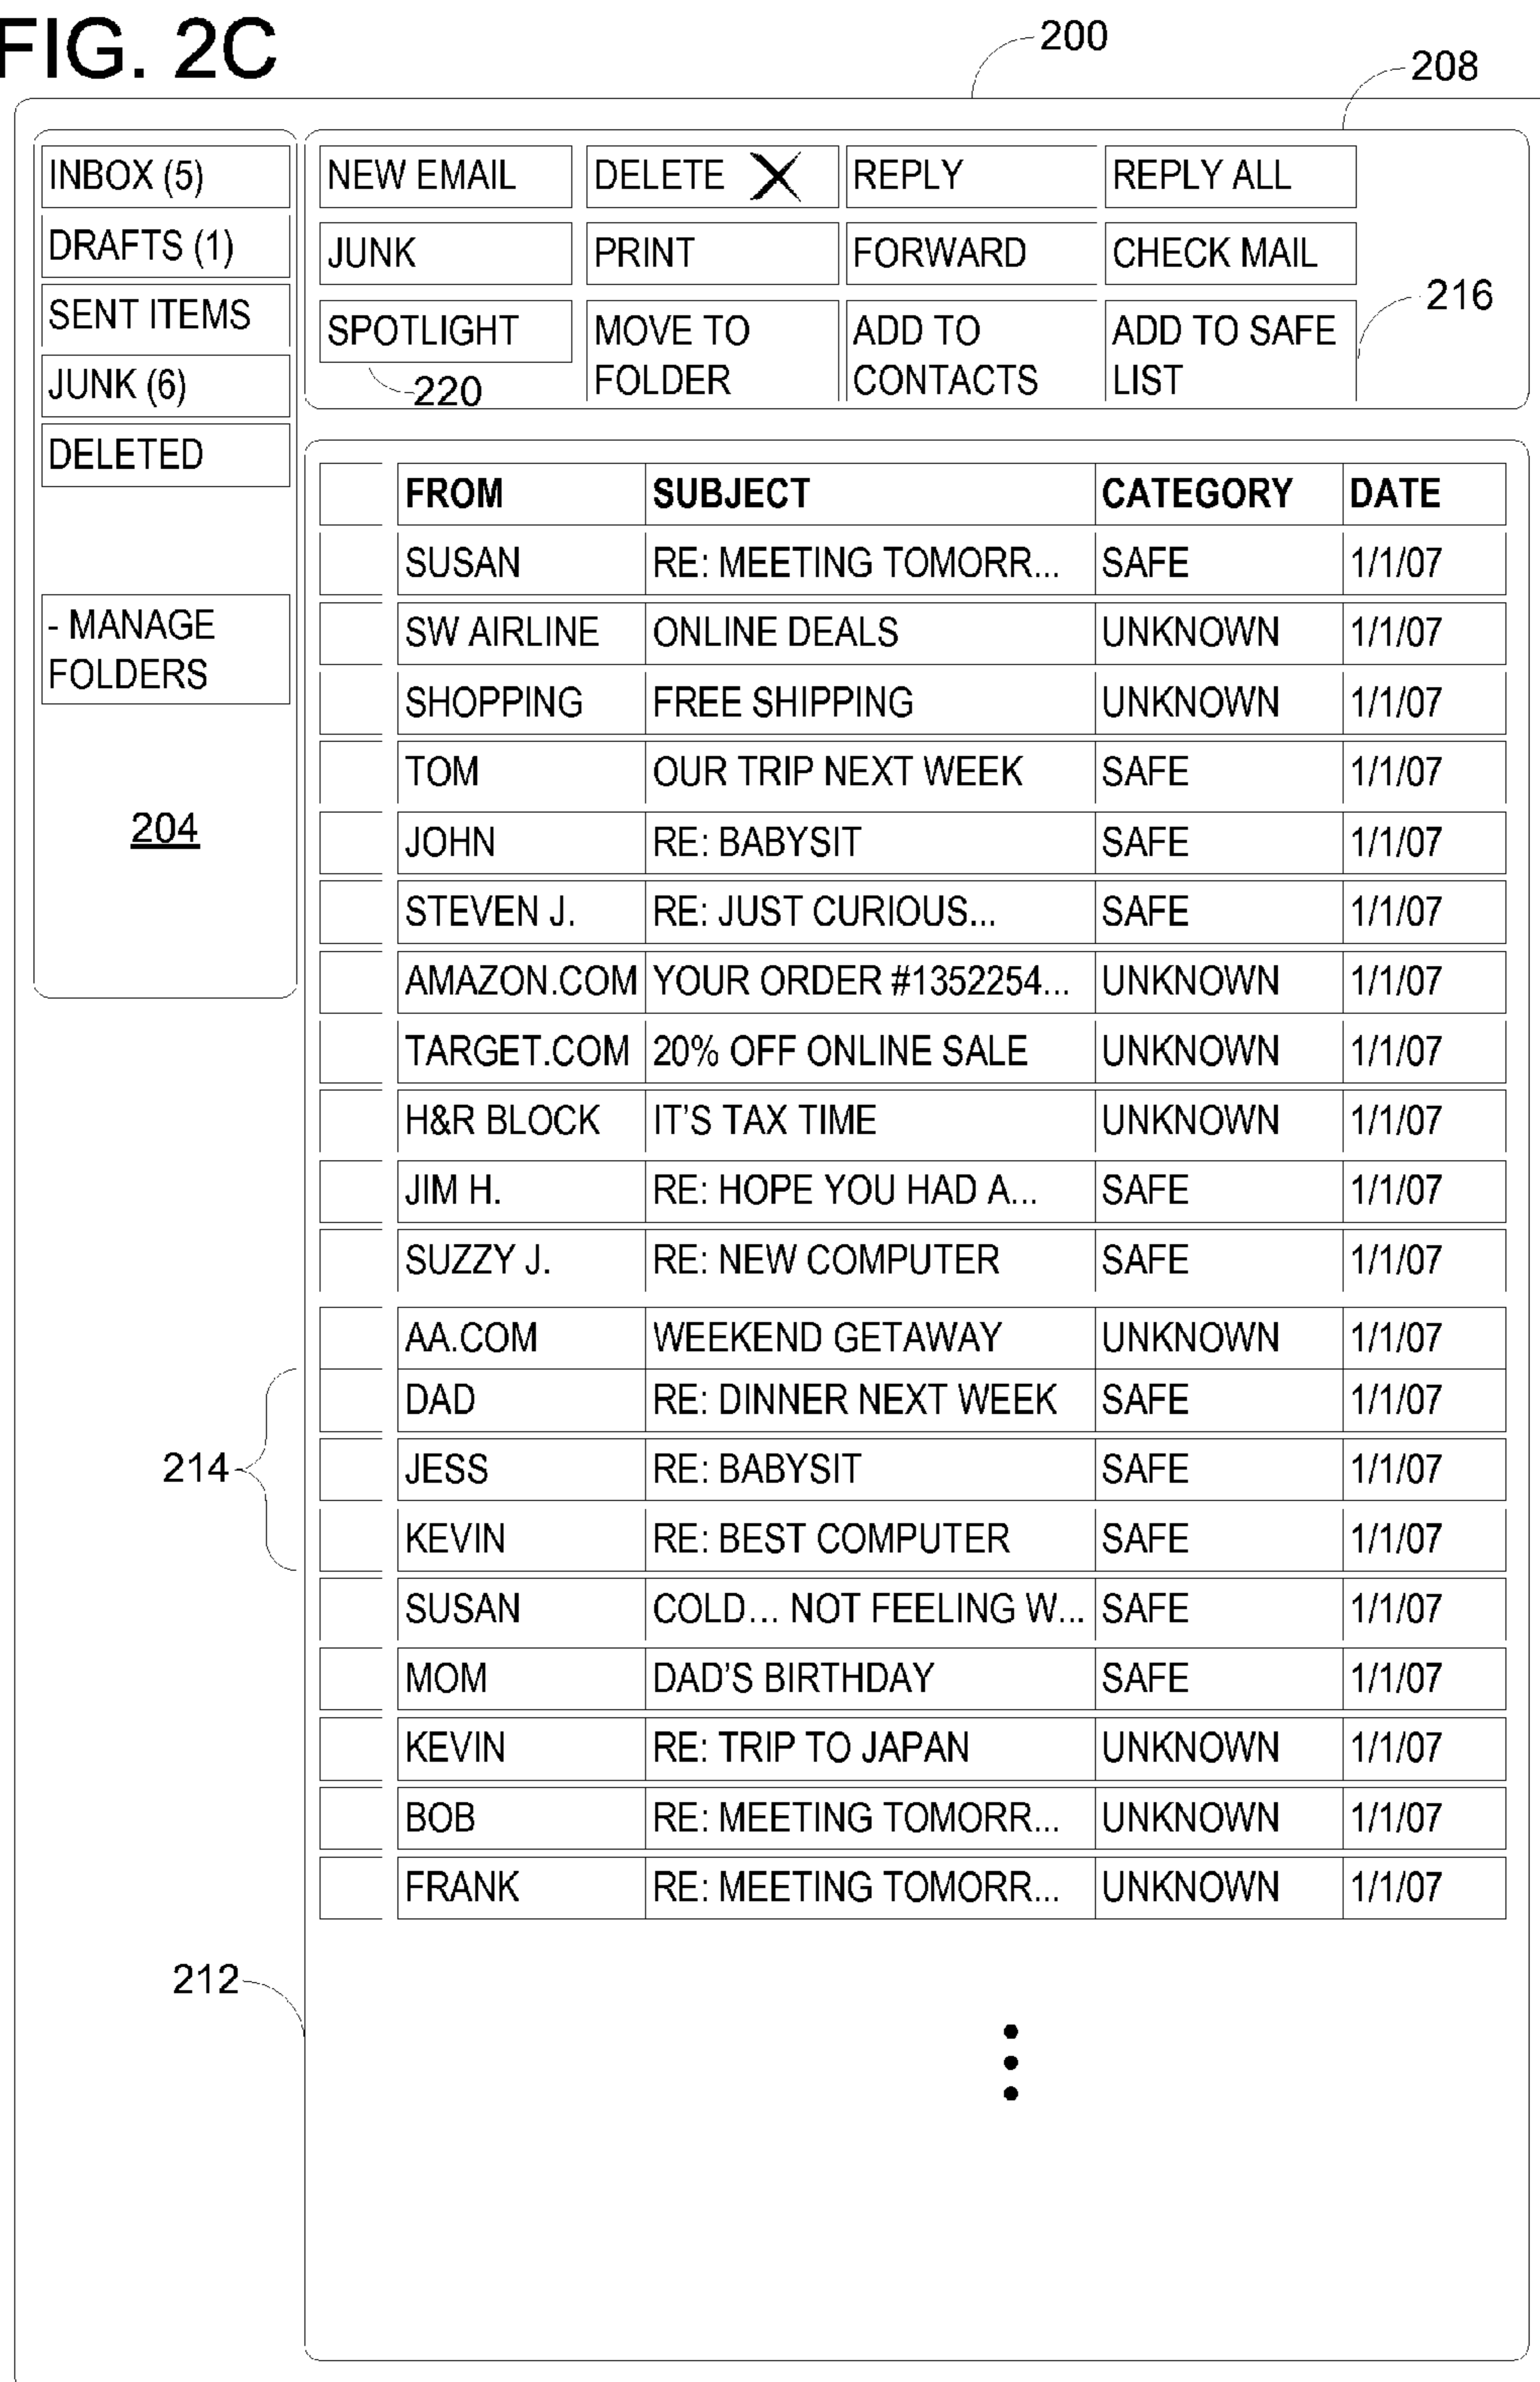 FIG. 2C
200
208
INBOX (5)
DRAFTS (1)
SENT ITEMS
JUNK (6)
DELETED
- MANAGE
FOLDERS
204
NEW EMAIL DELETE X REPLY REPLY ALL
JUNK PRINT FORWARD CHECK MAIL
216
SPOTLIGHT MOVE TO FOLDER ADD TO CONTACTS ADD TO SAFE LIST
220
FROM SUBJECT CATEGORY DATE
SUSAN RE: MEETING TOMORR... SAFE 1/1/07
SW AIRLINE ONLINE DEALS UNKNOWN 1/1/07
SHOPPING FREE SHIPPING UNKNOWN 1/1/07
TOM OUR TRIP NEXT WEEK SAFE 1/1/07
JOHN RE: BABYSIT SAFE 1/1/07
STEVEN J. RE: JUST CURIOUS... SAFE 1/1/07
AMAZON.COM YOUR ORDER #1352254... UNKNOWN 1/1/07
TARGET.COM 20% OFF ONLINE SALE UNKNOWN 1/1/07
H&R BLOCK IT'S TAX TIME UNKNOWN 1/1/07
JIM H. RE: HOPE YOU HAD A... SAFE 1/1/07
SUZZY J. RE: NEW COMPUTER SAFE 1/1/07
AA.COM WEEKEND GETAWAY UNKNOWN 1/1/07
DAD RE: DINNER NEXT WEEK SAFE 1/1/07
214
JESS RE: BABYSIT SAFE 1/1/07
KEVIN RE: BEST COMPUTER SAFE 1/1/07
SUSAN COLD... NOT FEELING W... SAFE 1/1/07
MOM DAD'S BIRTHDAY SAFE 1/1/07
KEVIN RE: TRIP TO JAPAN UNKNOWN 1/1/07
BOB RE: MEETING TOMORR... UNKNOWN 1/1/07
FRANK RE: MEETING TOMORR... UNKNOWN 1/1/07
212